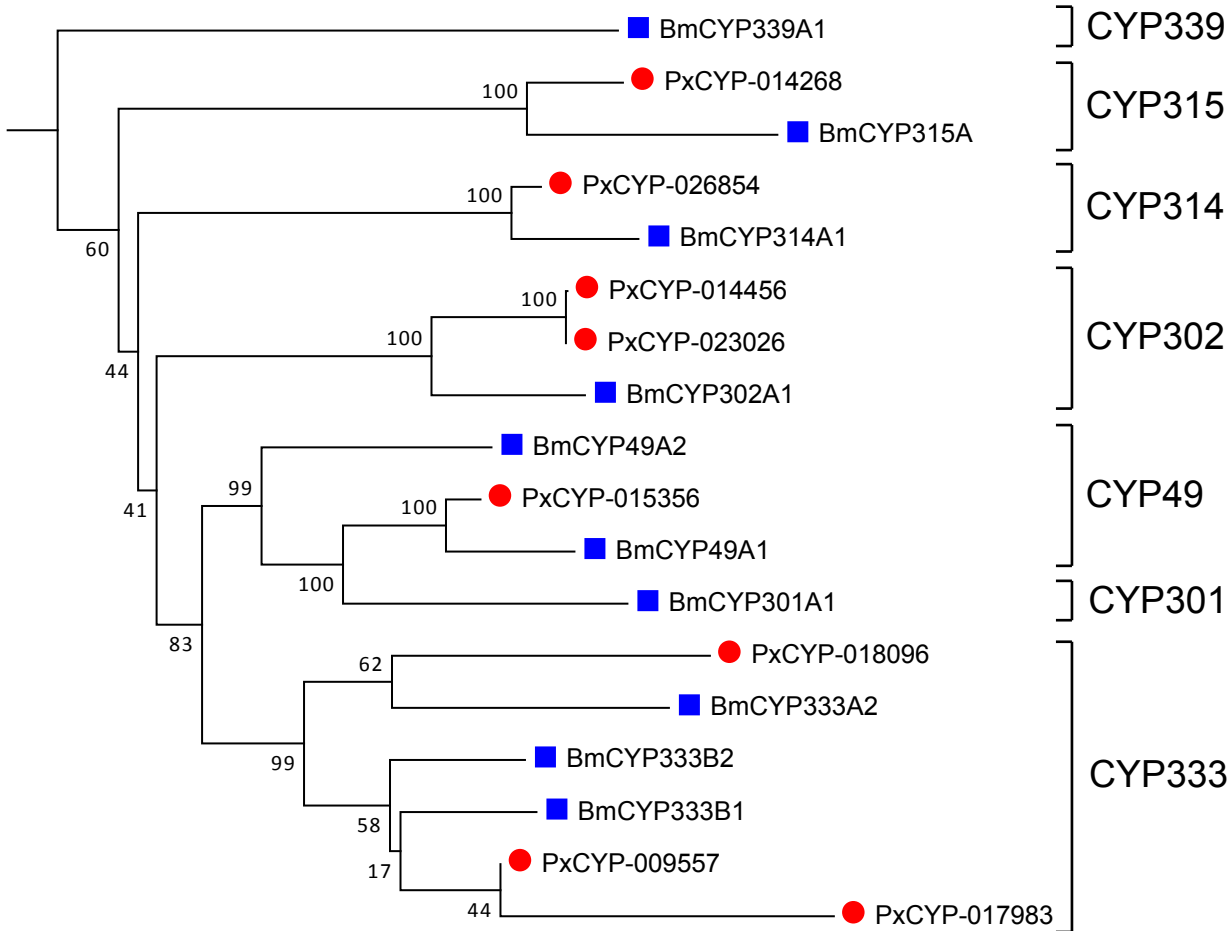 BmCYP339A1
CYP339
100
PxCYP-014268
CYP315
BmCYP315A
100
PxCYP-026854
CYP314
60
BmCYP314A1
100
PxCYP-014456
100
PxCYP-023026
CYP302
44
BmCYP302A1
BmCYP49A2
99
PxCYP-015356
CYP49
41
100
BmCYP49A1
100
BmCYP301A1
CYP301
83
62
PxCYP-018096
BmCYP333A2
99
BmCYP333B2
CYP333
58
BmCYP333B1
17
PxCYP-009557
44
PxCYP-017983